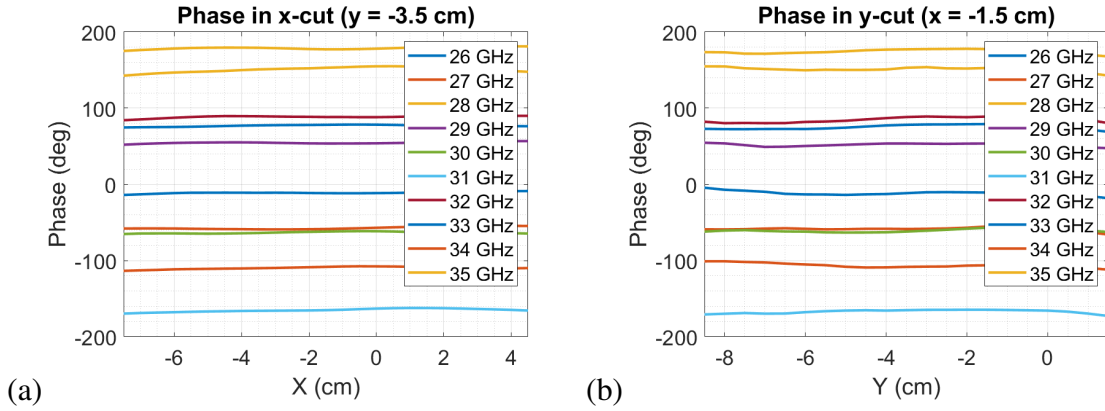 Phase in x-cut (y = -3.5 cm)
200
100
0
-100
-200
Phase (deg)
-6
-4
-2
0
2
4
X (cm)
26 GHz
27 GHz
28 GHz
29 GHz
30 GHz
31 GHz
32 GHz
33 GHz
34 GHz
35 GHz
(a)
Phase in y-cut (x = -1.5 cm)
200
100
0
-100
-200
Phase (deg)
-8
-6
-4
-2
0
Y (cm)
26 GHz
27 GHz
28 GHz
29 GHz
30 GHz
31 GHz
32 GHz
33 GHz
34 GHz
35 GHz
(b)